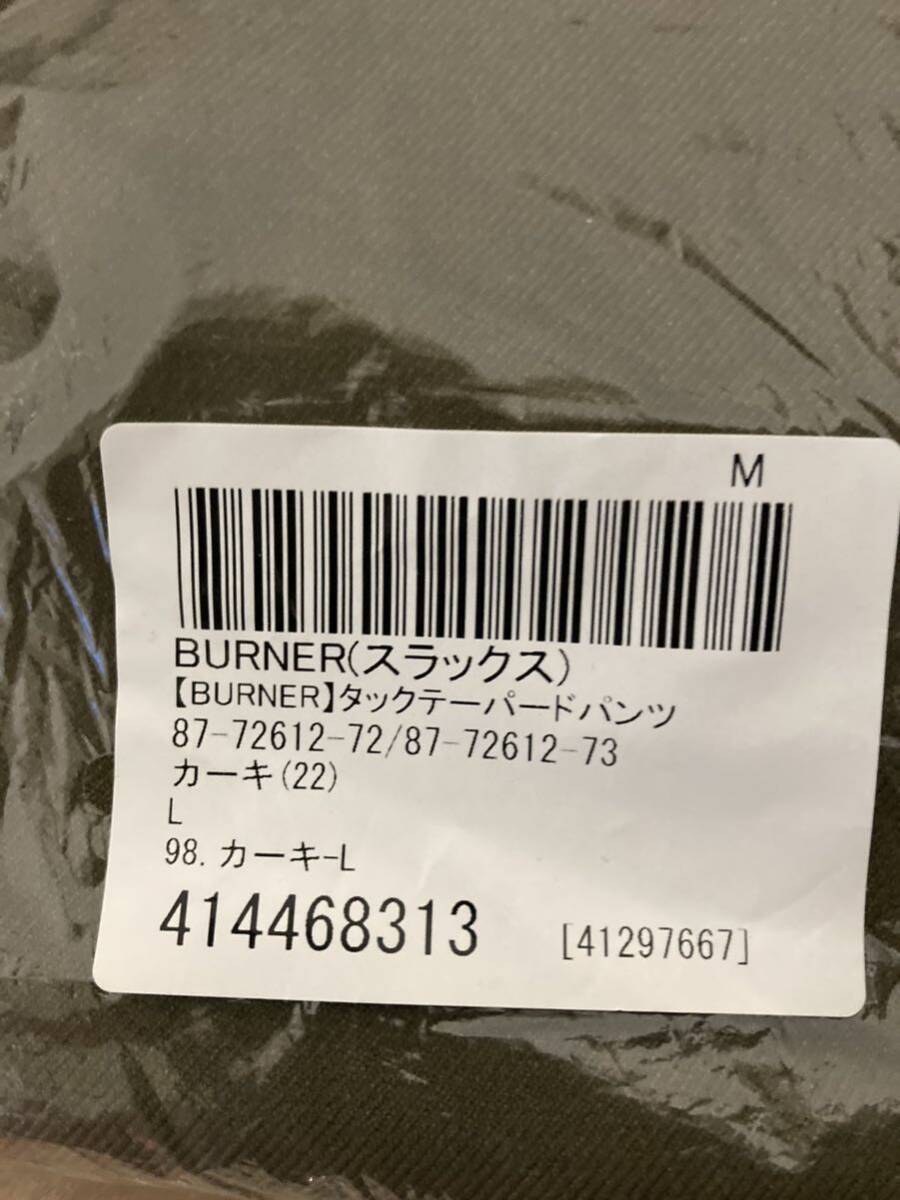 M
BURNER(スラックス)
【BURNER】タックテーパードパンツ
87-72612-72/87-72612-73
カーキ(22)
L
98. カーキ-L
414468313 [41297667]